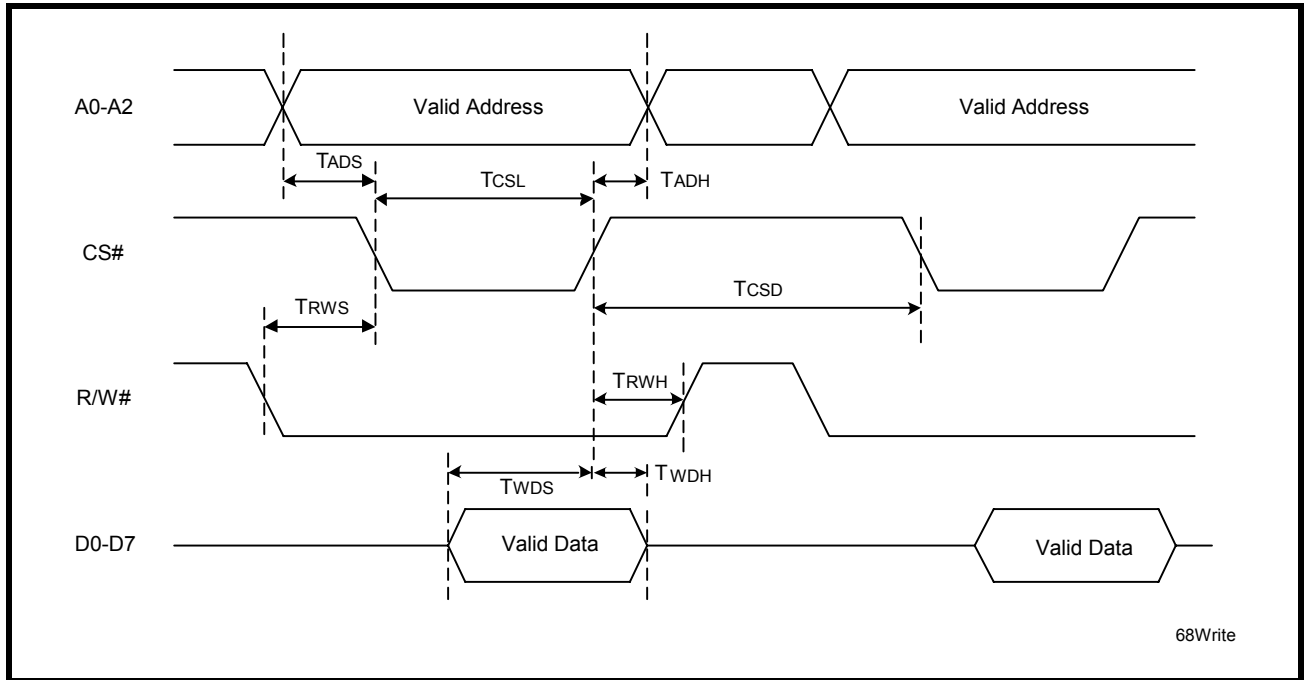 A0-A2
Valid Address
Valid Address
TADS
TCSL
TADH
CS#
TCSD
TRWS
R/W#
TRWH
TWDS
TWDH
D0-D7
Valid Data
Valid Data
68Write